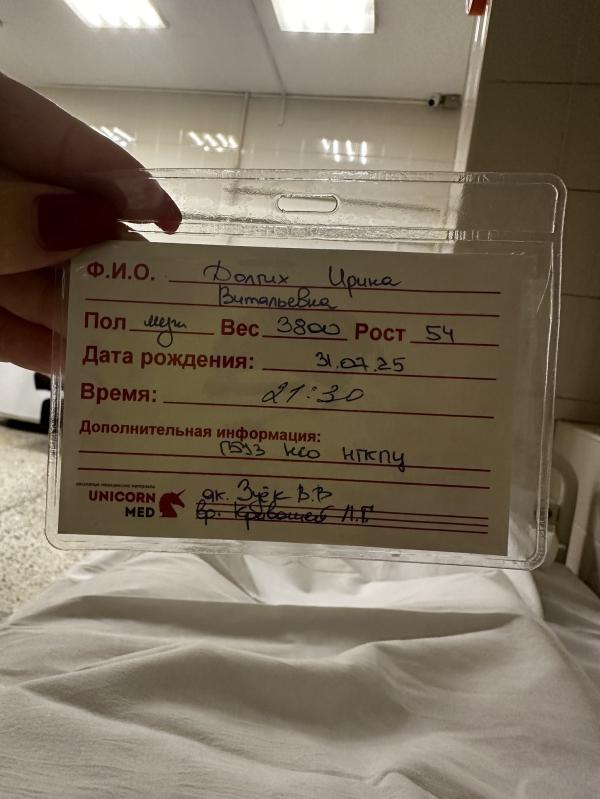 Ф.И.О. Долгих Ирина
Витальевна
Пол муж Вес 3800 Рост 54
Дата рождения: 31.07.25
Время: 21:30
Дополнительная информация:
ГБУЗ НСО НГКПЦ
UNICORN
MED
ак. Зуёк В.В
вр. А.Г